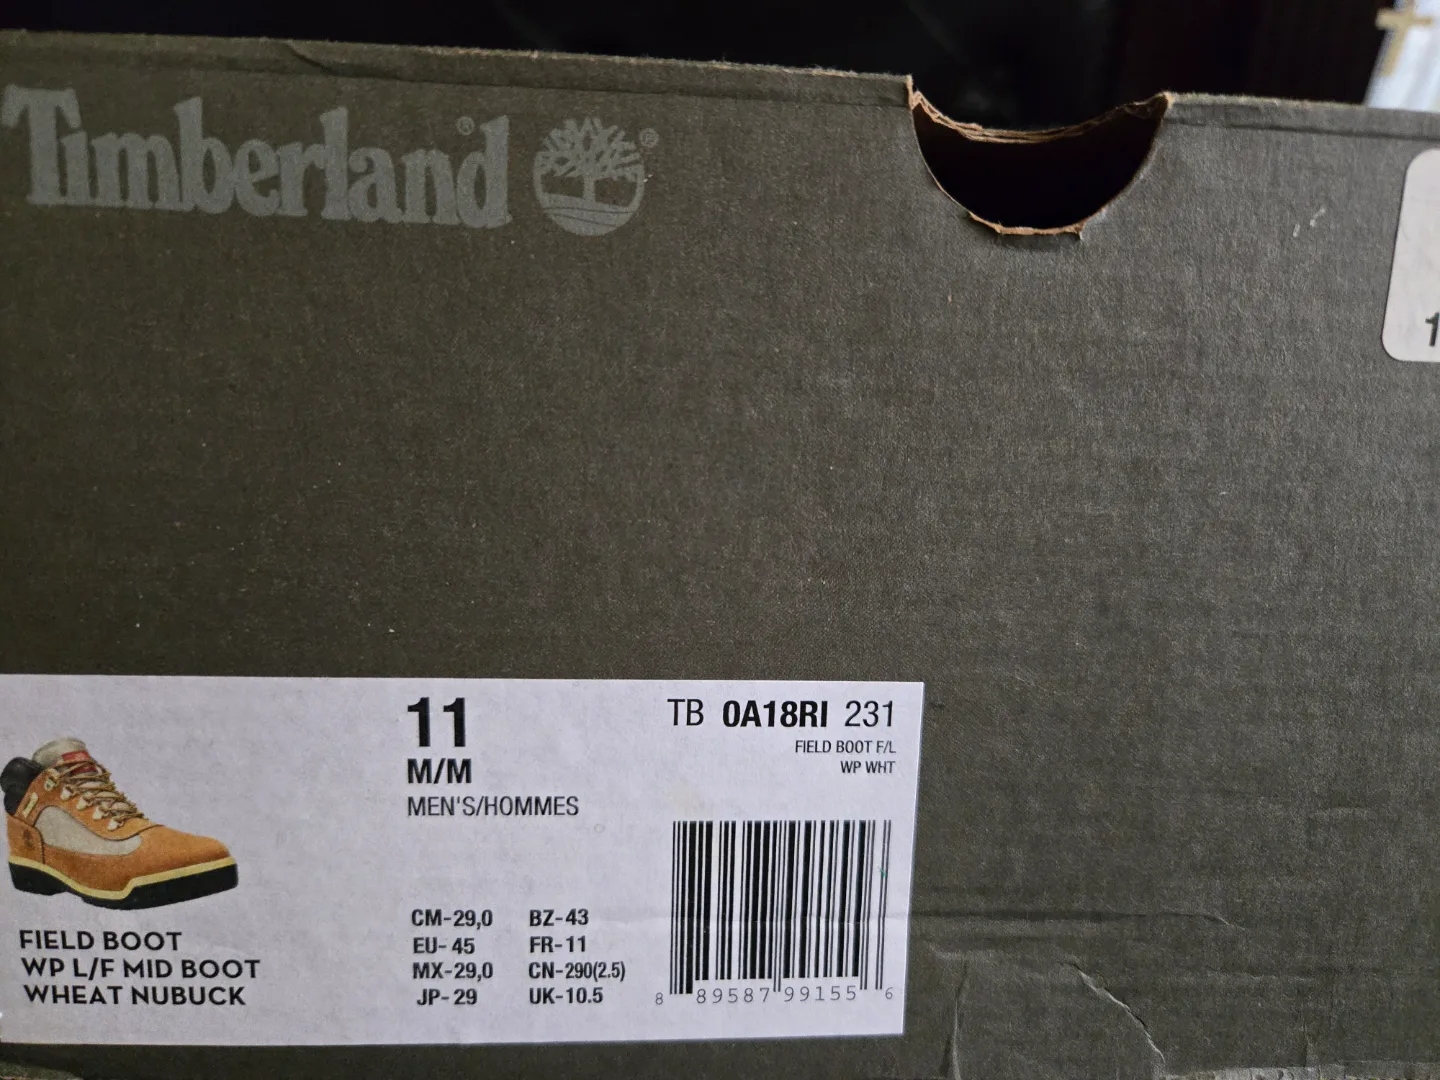 Timberland®
®
1
11
M/M
MEN'S/HOMMES
TB 0A18RI 231
FIELD BOOT F/L
WP WHT
FIELD BOOT
WP L/F MID BOOT
WHEAT NUBUCK
CM-29,0 BZ-43
EU-45 FR-11
MX-29,0 CN-290(2.5)
JP-29 UK-10.5
8 89587 99155 6